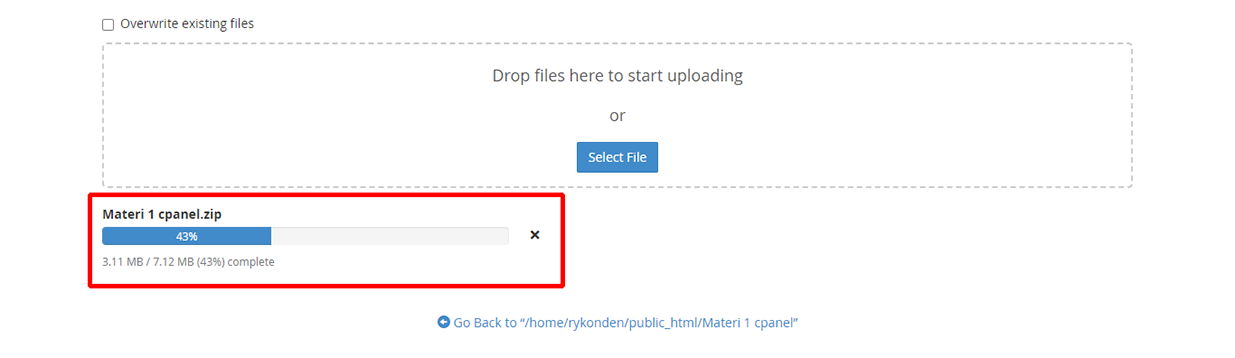 Overwrite existing files
Drop files here to start uploading
or
Select File
Materi 1 cpanel.zip
43%
3.11 MB / 7.12 MB (43%) complete
Go Back to “/home/rykonden/public_html/Materi 1 cpanel”